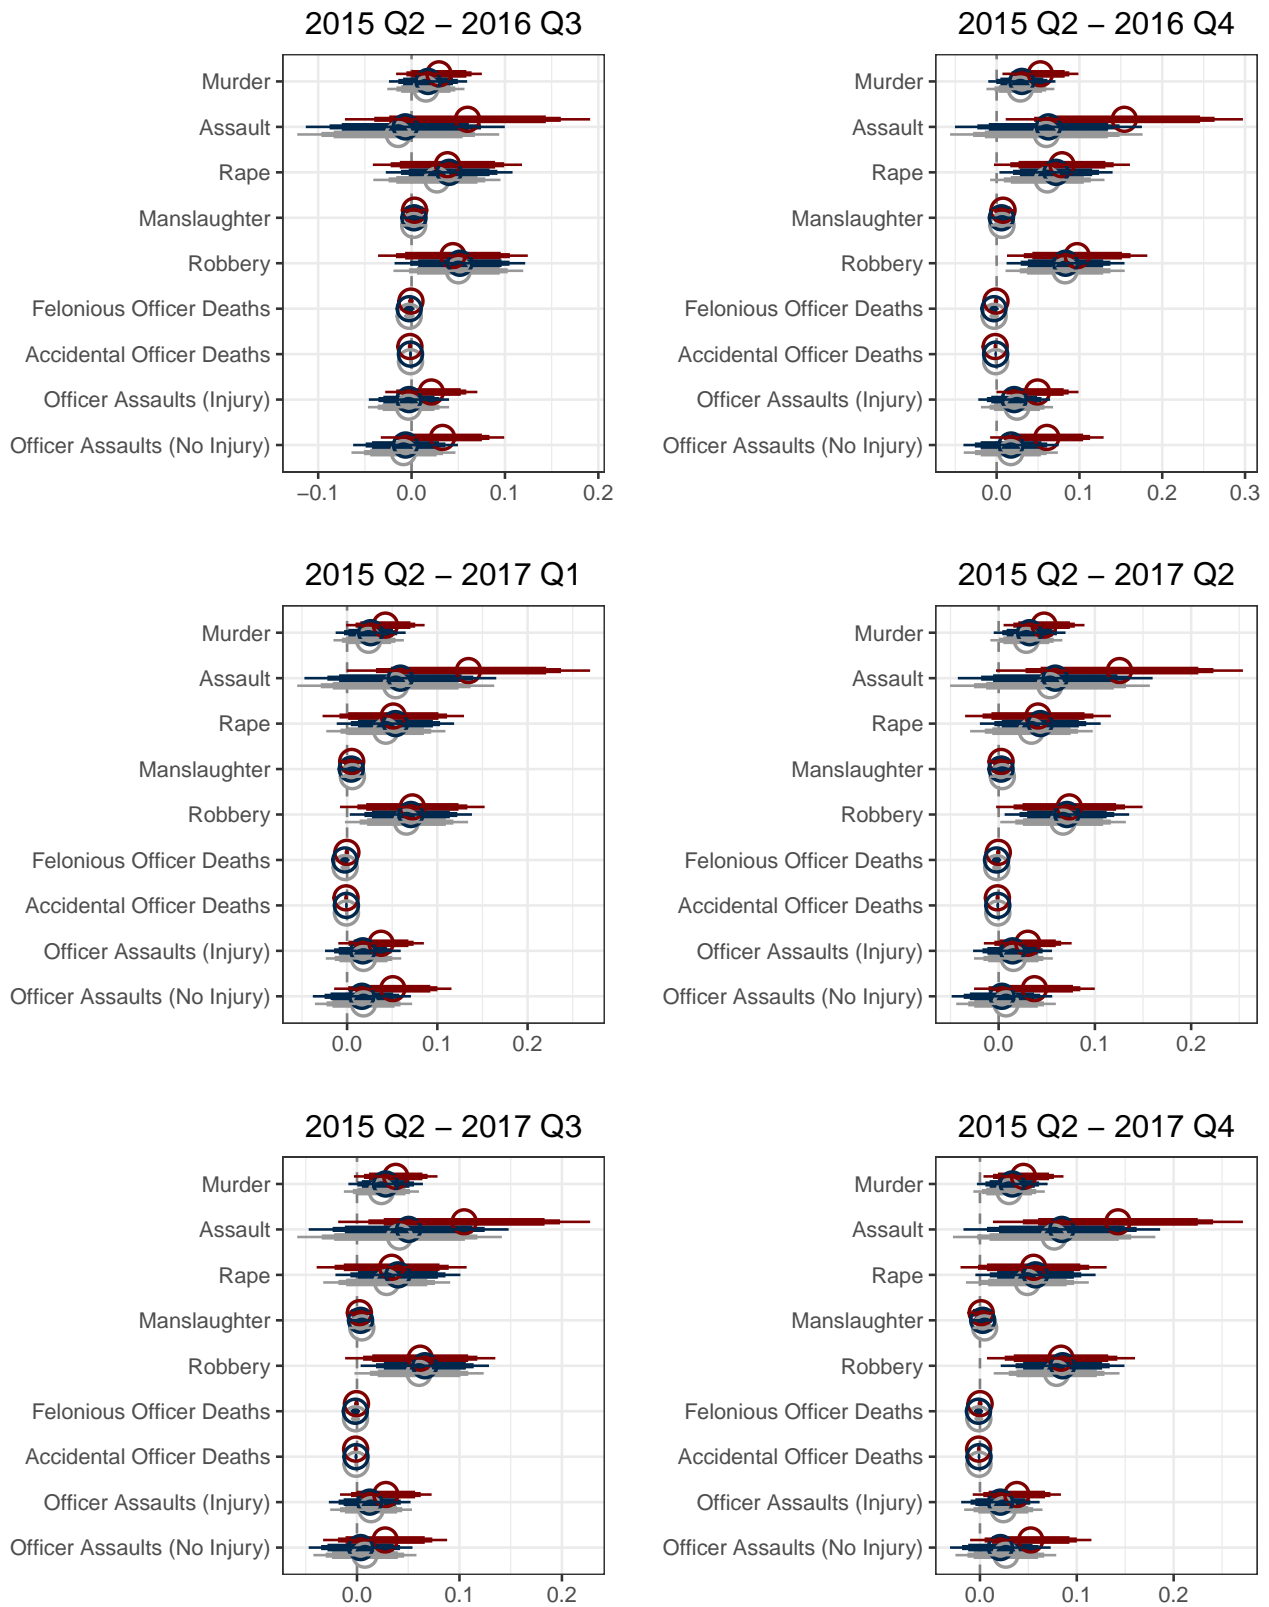 2015 Q2 – 2016 Q3
Murder
Assault
Rape
Manslaughter
Robbery
Felonious Officer Deaths
Accidental Officer Deaths
Officer Assaults (Injury)
Officer Assaults (No Injury)
−0.1 0.0 0.1 0.2
2015 Q2 – 2016 Q4
Murder
Assault
Rape
Manslaughter
Robbery
Felonious Officer Deaths
Accidental Officer Deaths
Officer Assaults (Injury)
Officer Assaults (No Injury)
0.0 0.1 0.2 0.3
2015 Q2 – 2017 Q1
Murder
Assault
Rape
Manslaughter
Robbery
Felonious Officer Deaths
Accidental Officer Deaths
Officer Assaults (Injury)
Officer Assaults (No Injury)
0.0 0.1 0.2
2015 Q2 – 2017 Q2
Murder
Assault
Rape
Manslaughter
Robbery
Felonious Officer Deaths
Accidental Officer Deaths
Officer Assaults (Injury)
Officer Assaults (No Injury)
0.0 0.1 0.2
2015 Q2 – 2017 Q3
Murder
Assault
Rape
Manslaughter
Robbery
Felonious Officer Deaths
Accidental Officer Deaths
Officer Assaults (Injury)
Officer Assaults (No Injury)
0.0 0.1 0.2
2015 Q2 – 2017 Q4
Murder
Assault
Rape
Manslaughter
Robbery
Felonious Officer Deaths
Accidental Officer Deaths
Officer Assaults (Injury)
Officer Assaults (No Injury)
0.0 0.1 0.2